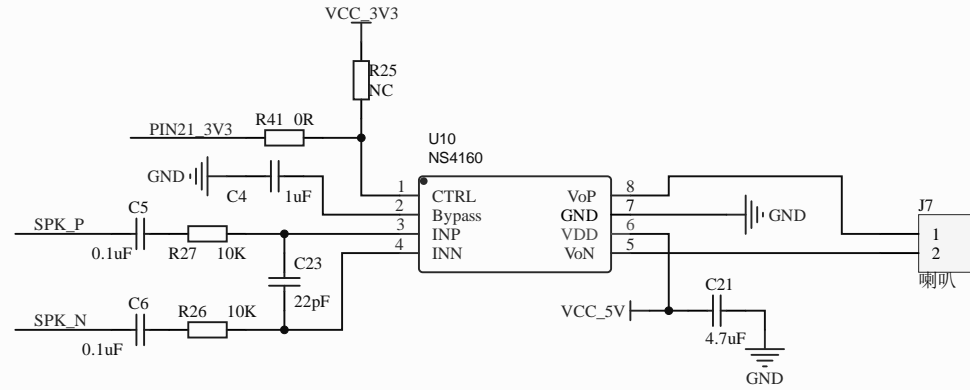 VCC_3V3
R25
NC
R41 0R
PIN21_3V3
U10
NS4160
GND
C4
1uF
1
CTRL
VoP
8
2
Bypass
GND
7
GND
3
INP
VDD
6
4
INN
VoN
5
J7
1
2
喇叭
SPK_P
C5
0.1uF
R27
10K
C23
22pF
SPK_N
C6
0.1uF
R26
10K
VCC_5V
C21
4.7uF
GND